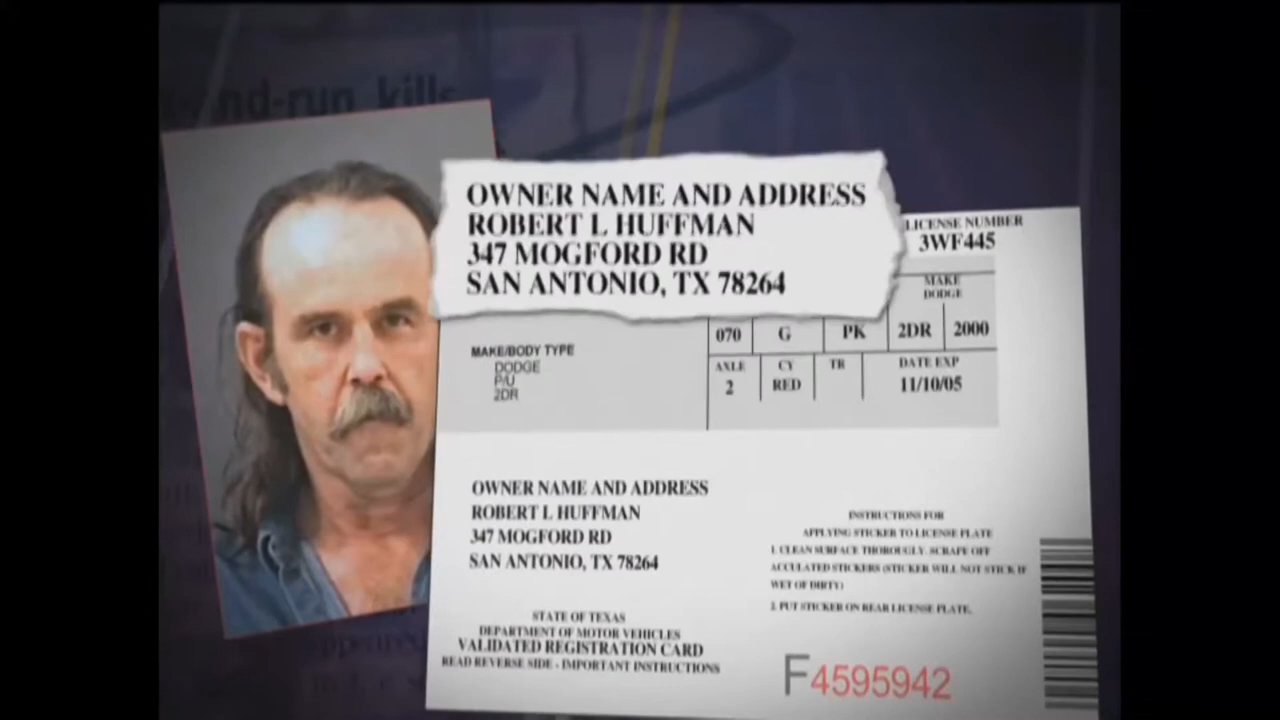 nd-run kills
OWNER NAME AND ADDRESS
ROBERT L HUFFMAN
347 MOGFORD RD
SAN ANTONIO, TX 78264
LICENSE NUMBER
3WF445
MAKE
DODGE
070 G PK 2DR 2000
MAKE/BODY TYPE
DODGE
P/U
2DR
AXLE CY TR DATE EXP
2 RED 11/10/05
OWNER NAME AND ADDRESS
ROBERT L HUFFMAN
347 MOGFORD RD
SAN ANTONIO, TX 78264
INSTRUCTIONS FOR
APPLYING STICKER TO LICENSE PLATE
1. CLEAN SURFACE THOROUGLY. SCRAPE OFF
ACCULATED STICKERS (STICKER WILL NOT STICK IF
WET OF DIRTY)
2. PUT STICKER ON REAR LICENSE PLATE.
STATE OF TEXAS
DEPARTMENT OF MOTOR VEHICLES
VALIDATED REGISTRATION CARD
READ REVERSE SIDE - IMPORTANT INSTRUCTIONS
F4595942